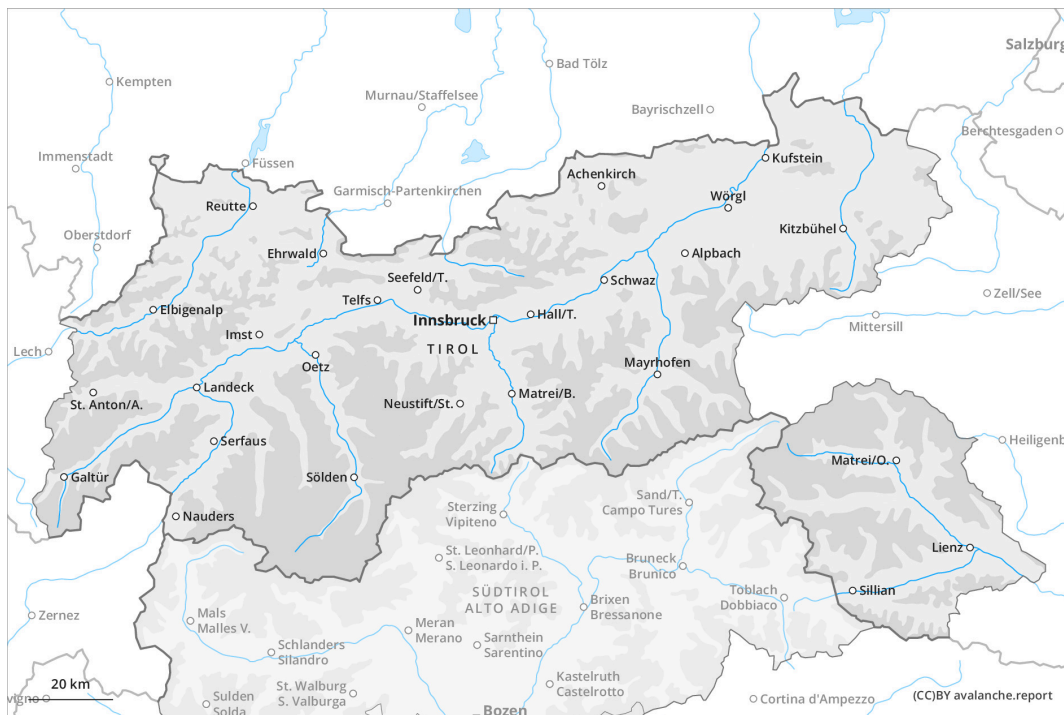 Salzburg
Kempten
Bad Tölz
Murnau/Staffelsee
Bayrischzell
Berchtesgaden
Immenstadt
Füssen
Kufstein
Achenkirch
Garmisch-Partenkirchen
Reutte
Wörgl
Kitzbühel
Oberstdorf
Ehrwald
Alpbach
Seefeld/T.
Schwaz
Zell/See
Telfs
Elbigenalp
Innsbruck
Hall/T.
Mittersill
Imst
TIROL
Lech
Oetz
Mayrhofen
Landeck
Matrei/B.
St. Anton/A.
Neustift/St.
Serfaus
Heiligenb
Matrei/O.
Galtür
Sölden
Sand/T.
Campo Tures
Sterzing
Vipiteno
Nauders
Lienz
St. Leonhard/P.
S. Leonardo i. P.
Bruneck
Brunico
SÜDTIROL
ALTO ADIGE
Toblach
Dobbiaco
Sillian
Brixen
Bressanone
Zernez
Mals
Malles V.
Meran
Merano
Sarnthein
Sarentino
Schlanders
Silandro
Kastelruth
Castelrotto
20 km
St. Walburg
S. Valburga
vigno
Sulden
Solda
Cortina d'Ampezzo
(CC)BY avalanche.report
Bozen